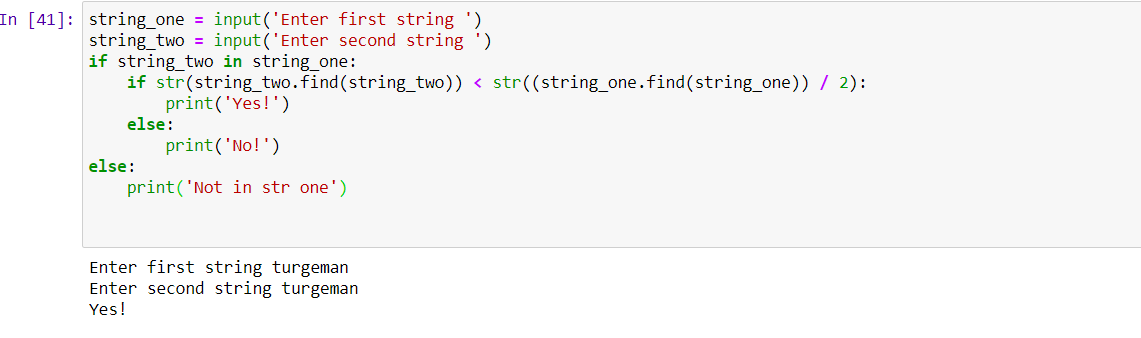 In [41]: string_one = input('Enter first string ')
string_two = input('Enter second string ')
if string_two in string_one:
    if str(string_two.find(string_two)) < str((string_one.find(string_one)) / 2):
        print('Yes!')
    else:
        print('No!')
else:
    print('Not in str one')
Enter first string turgeman
Enter second string turgeman
Yes!